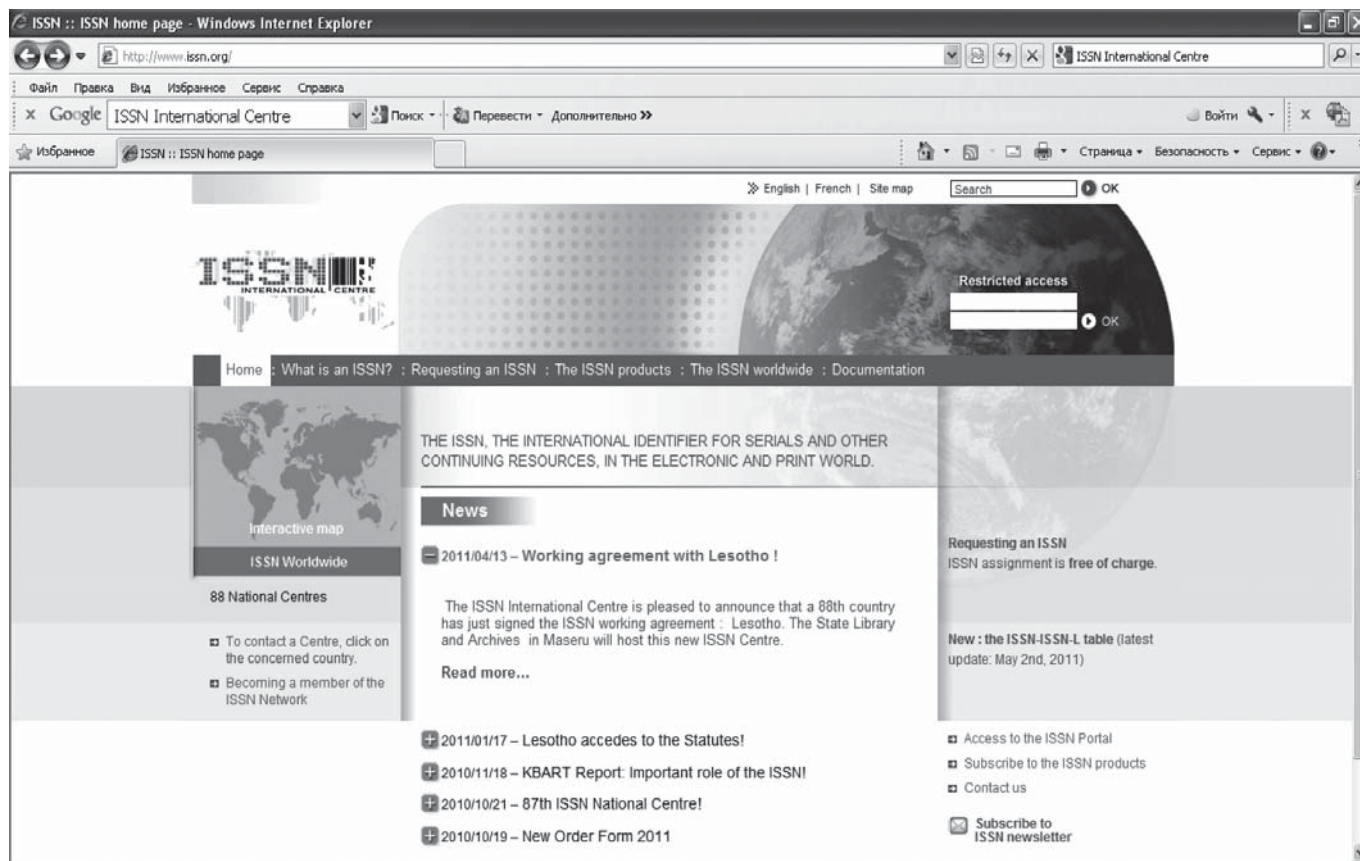 ISSN :: ISSN home page - Windows Internet Explorer
http://www.issn.org/
ISSN International Centre
Файл Правка Вид Избранное Сервис Справка
x Google ISSN International Centre Поиск Перевести Дополнительно »
Войти
Избранное ISSN :: ISSN home page
Страница Безопасность Сервис
English | French | Site map
Search OK
ISSN
INTERNATIONAL CENTRE
Restricted access
OK
Home : What is an ISSN? : Requesting an ISSN : The ISSN products : The ISSN worldwide : Documentation
Interactive map
ISSN Worldwide
88 National Centres
To contact a Centre, click on
the concerned country.
Becoming a member of the
ISSN Network
THE ISSN, THE INTERNATIONAL IDENTIFIER FOR SERIALS AND OTHER
CONTINUING RESOURCES, IN THE ELECTRONIC AND PRINT WORLD.
News
2011/04/13 – Working agreement with Lesotho !
The ISSN International Centre is pleased to announce that a 88th country
has just signed the ISSN working agreement : Lesotho. The State Library
and Archives in Maseru will host this new ISSN Centre.
Read more...
2011/01/17 – Lesotho accedes to the Statutes!
2010/11/18 – KBART Report: Important role of the ISSN!
2010/10/21 – 87th ISSN National Centre!
2010/10/19 – New Order Form 2011
Requesting an ISSN
ISSN assignment is free of charge.
New : the ISSN-ISSN-L table (latest
update: May 2nd, 2011)
Access to the ISSN Portal
Subscribe to the ISSN products
Contact us
Subscribe to
ISSN newsletter